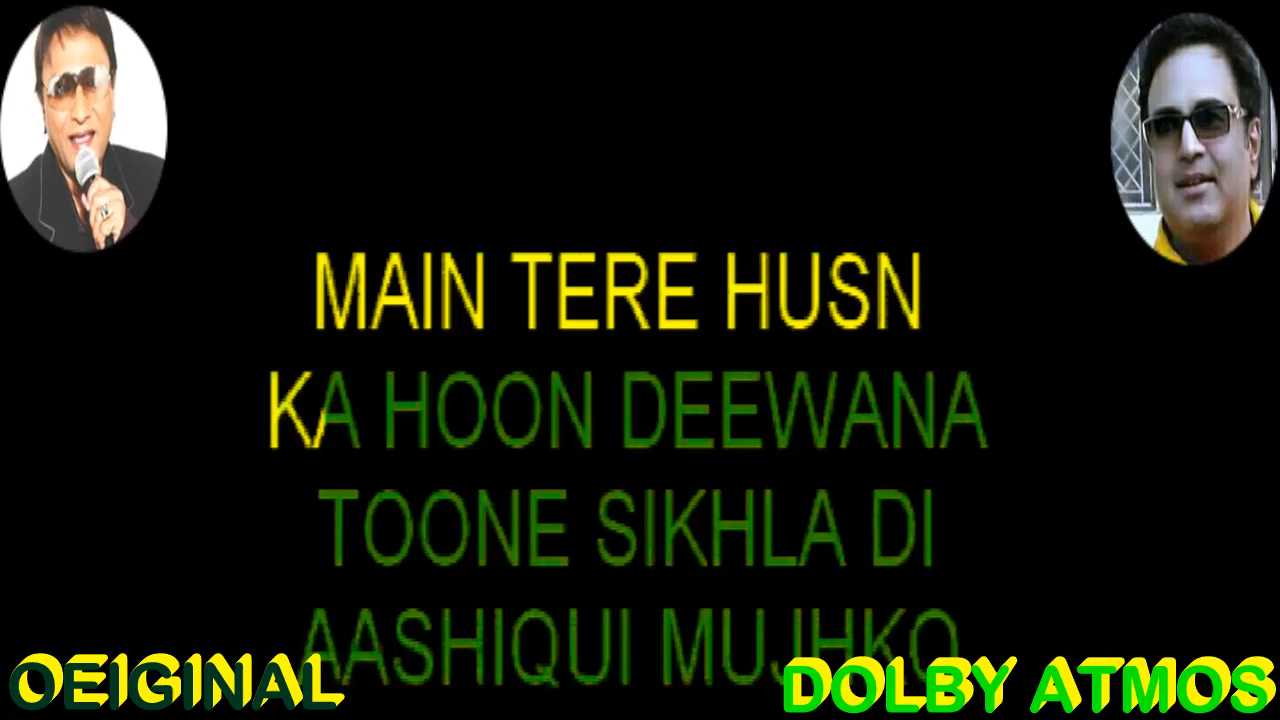 MAIN TERE HUSN
KA HOON DEEWANA
TOONE SIKHLA DI
AASHIQUI MUJHKO
OEIGINAL
DOLBY ATMOS